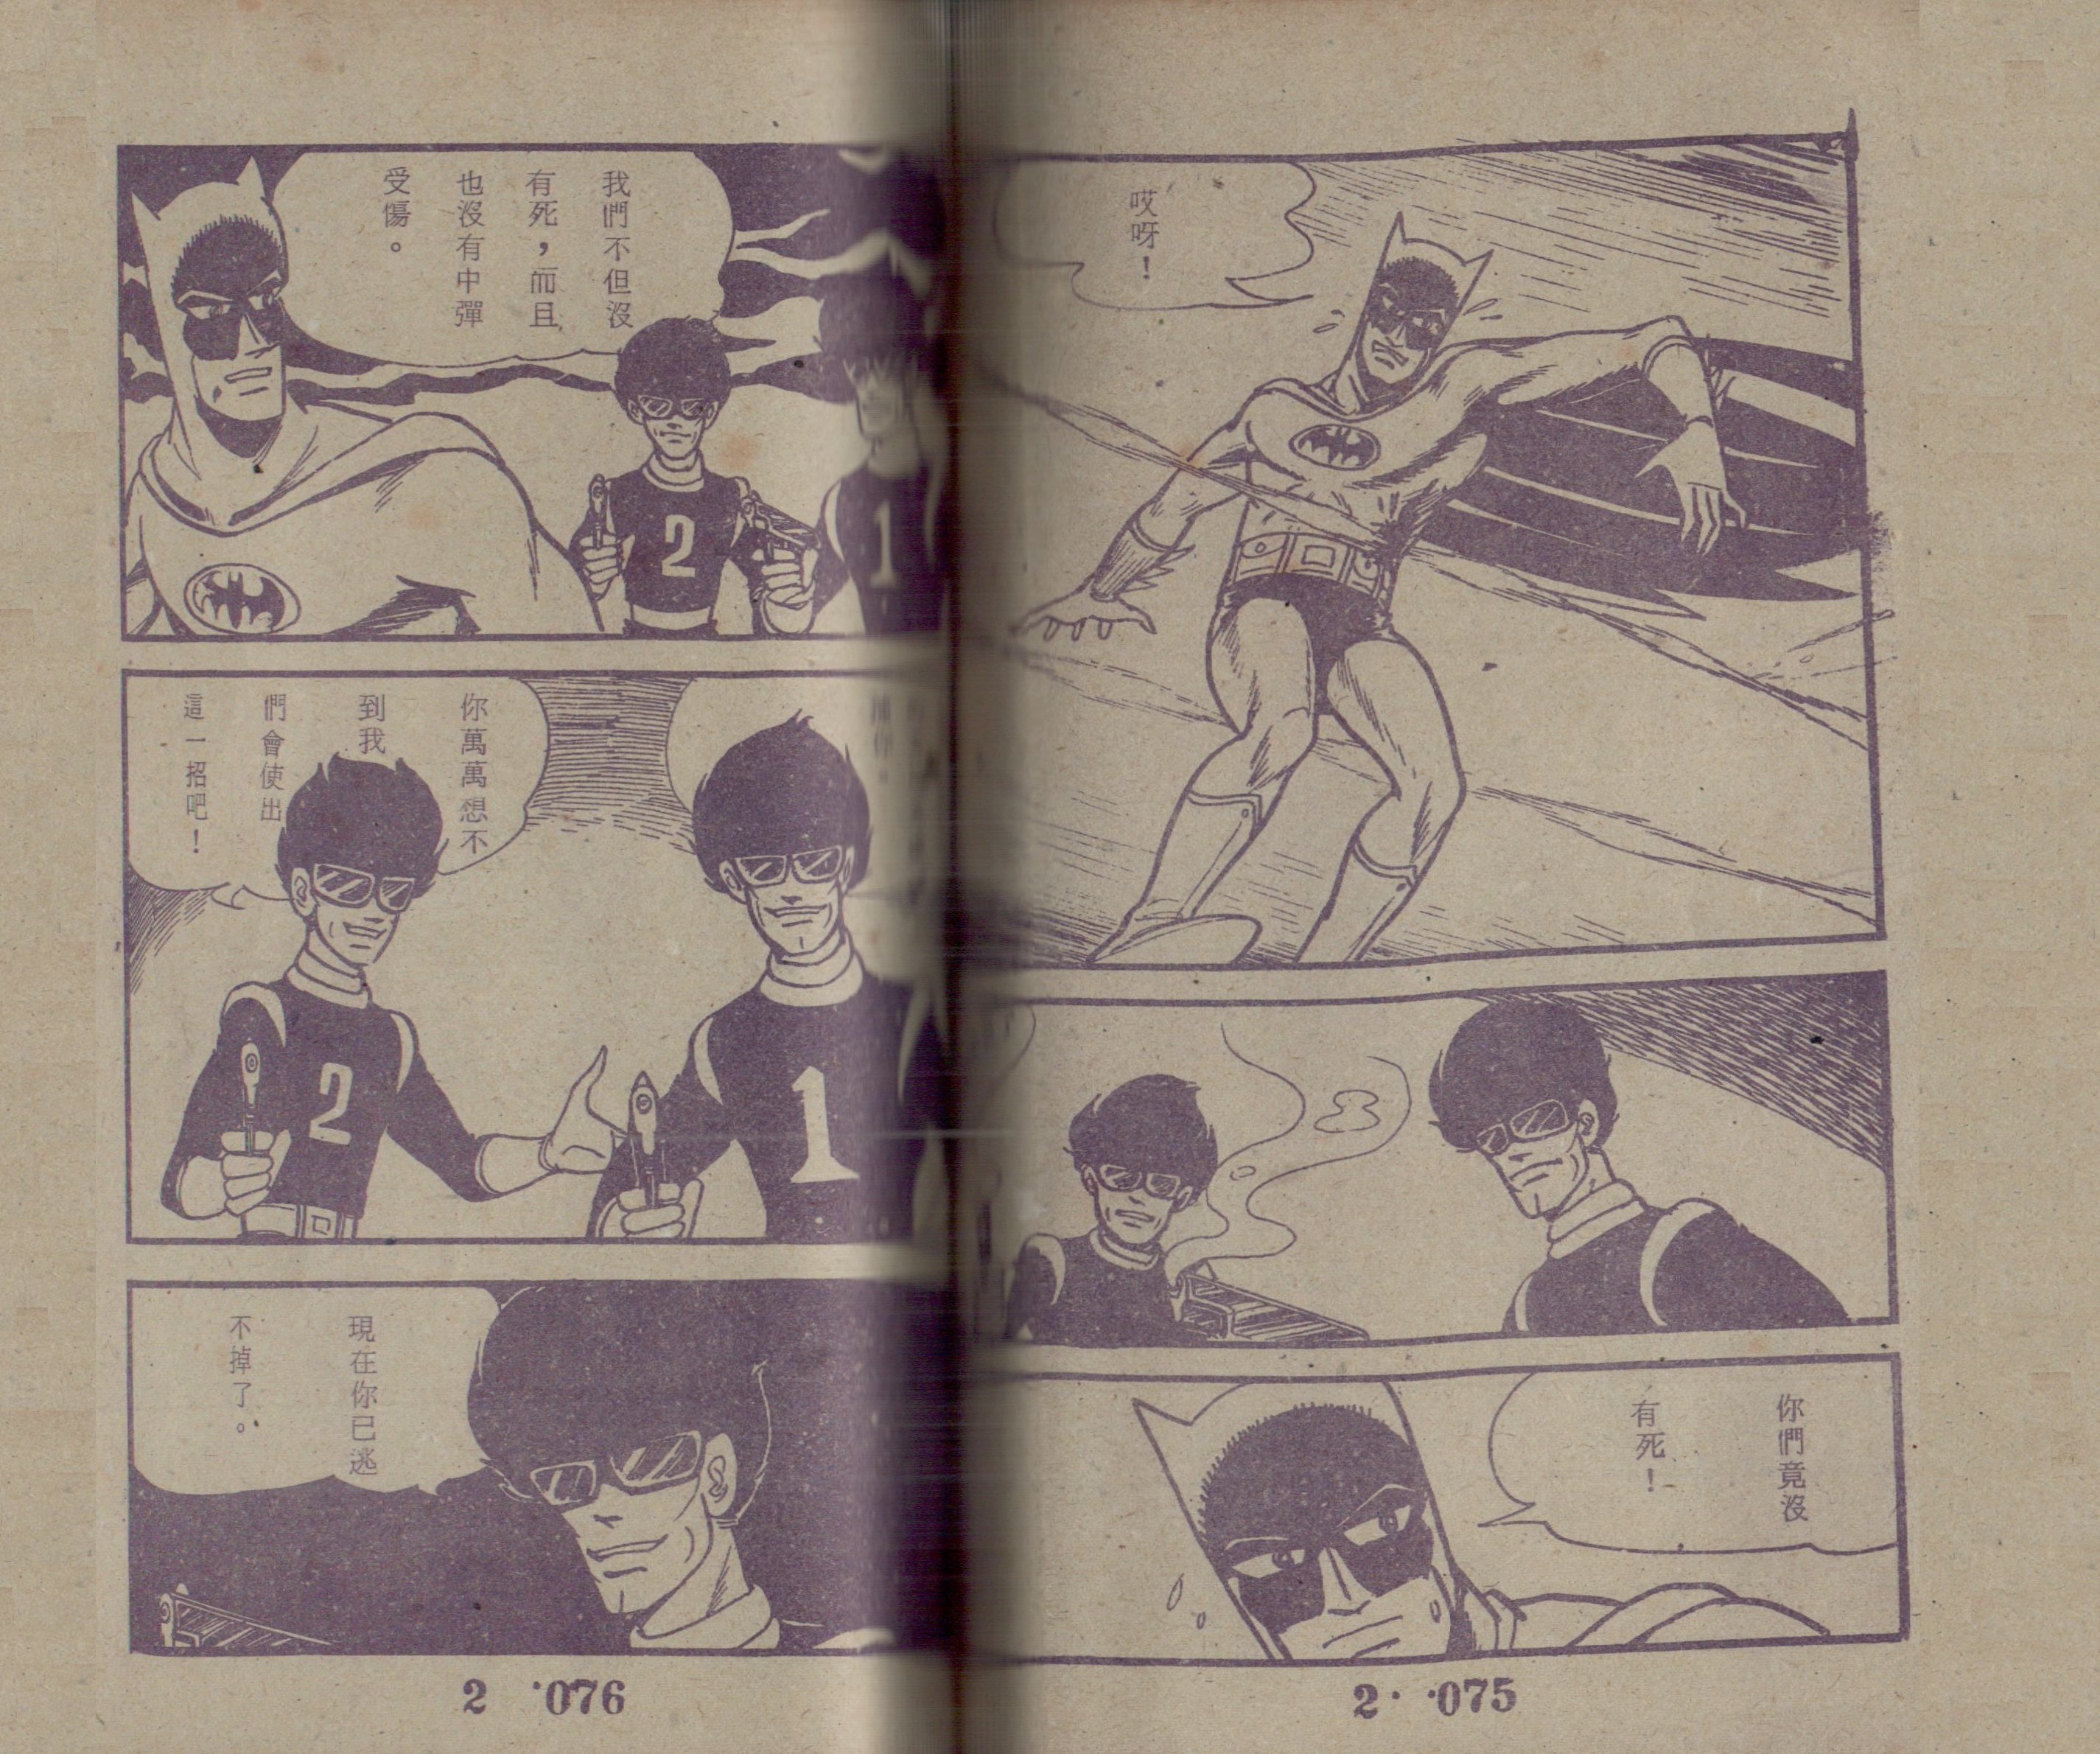 哎呀！
你們竟沒
有死！
2 075
我們不但沒
有死，而且
也沒有中彈
受傷。
2
1
你萬萬想不
到我
們會使出
這一招吧！
2
1
現在你已逃
不掉了。
2 076